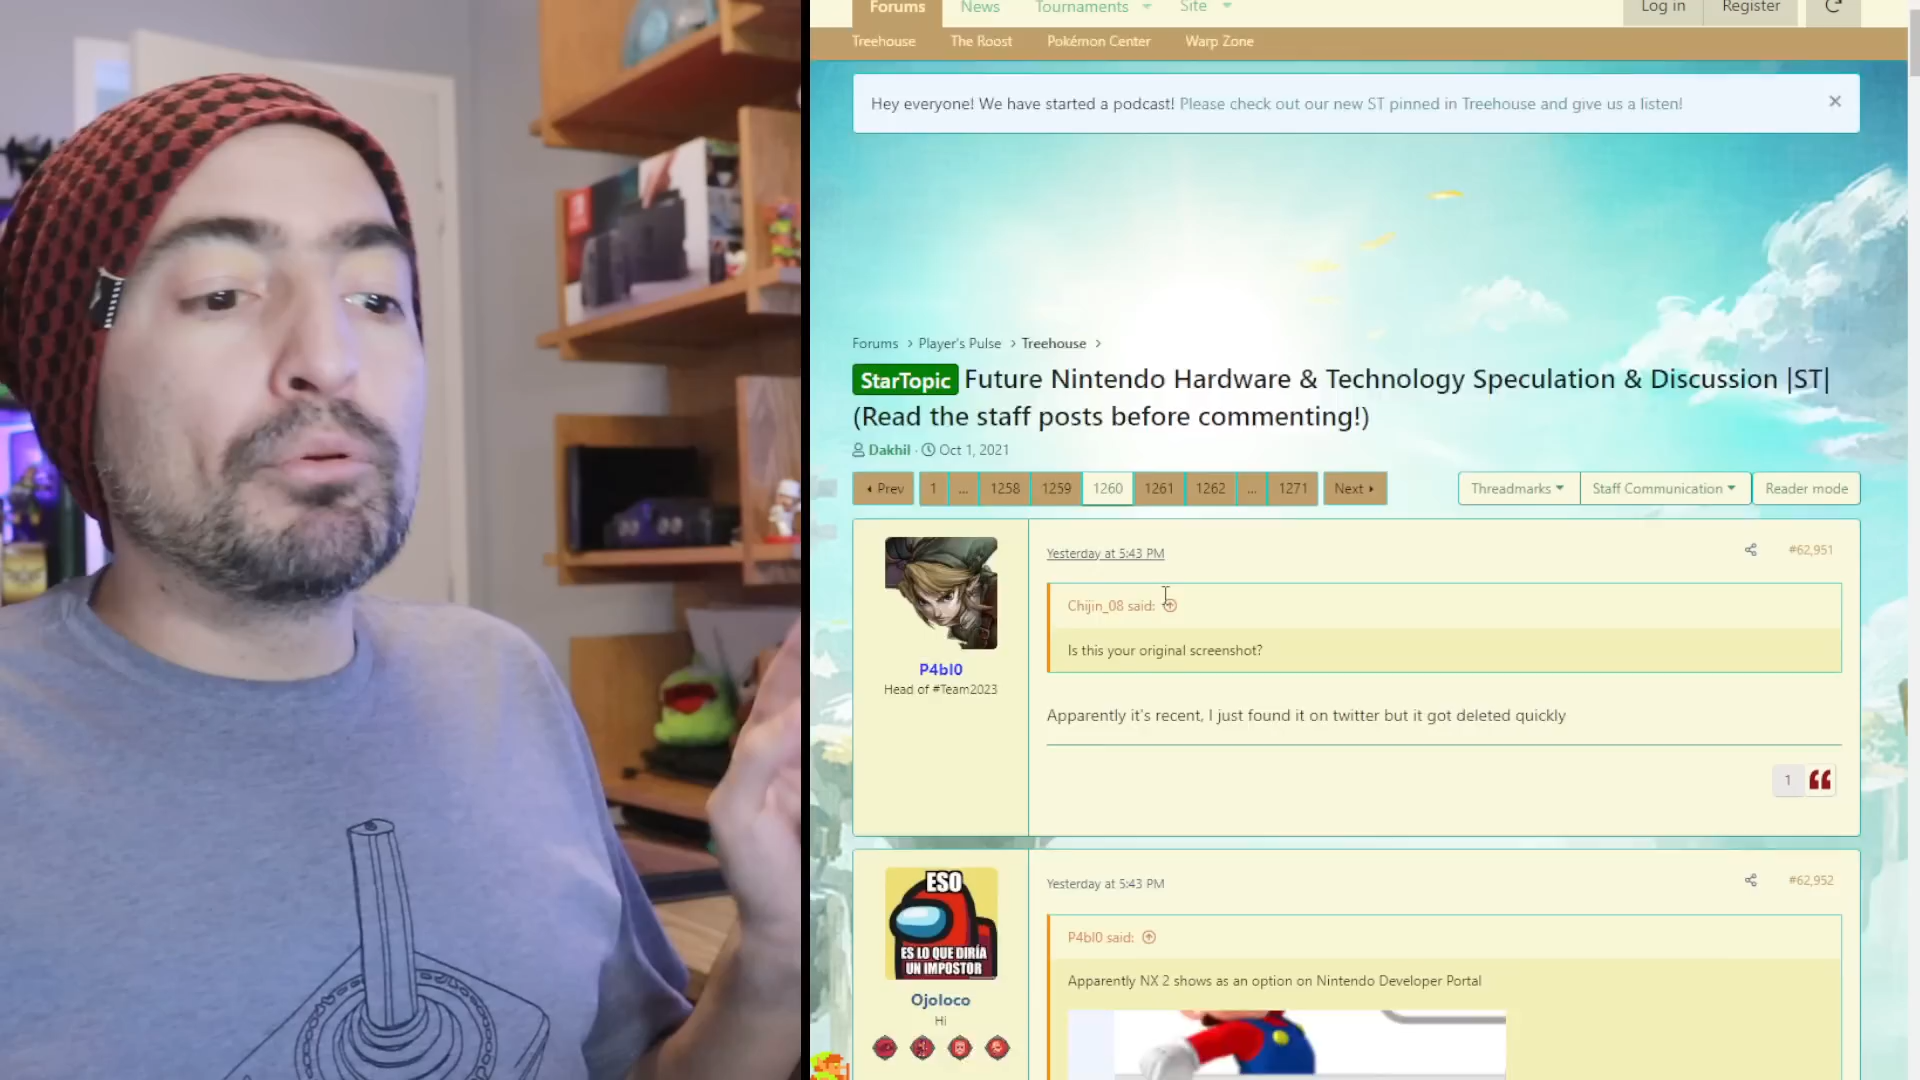 Forums News Tournaments Site Log in Register
Treehouse The Roost Pokémon Center Warp Zone
Hey everyone! We have started a podcast! Please check out our new ST pinned in Treehouse and give us a listen!
Forums Player's Pulse Treehouse
StarTopic Future Nintendo Hardware & Technology Speculation & Discussion |ST|
(Read the staff posts before commenting!)
Dakhil · Oct 1, 2021
Prev 1 ... 1258 1259 1260 1261 1262 ... 1271 Next Threadmarks Staff Communication Reader mode
Yesterday at 5:43 PM #62,951
Chijin_08 said:
Is this your original screenshot?
P4bl0
Head of #Team2023
Apparently it's recent, I just found it on twitter but it got deleted quickly
1
Yesterday at 5:43 PM #62,952
ESO
ES LO QUE DIRÍA
UN IMPOSTOR
P4bl0 said:
Apparently NX 2 shows as an option on Nintendo Developer Portal
Ojoloco
Hi